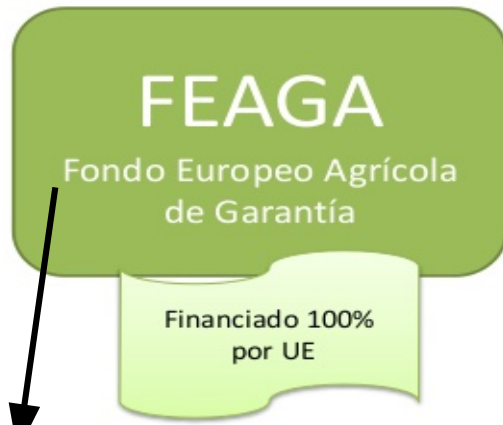 FEAGA
Fondo Europeo Agrícola
de Garantía
Financiado 100%
por UE